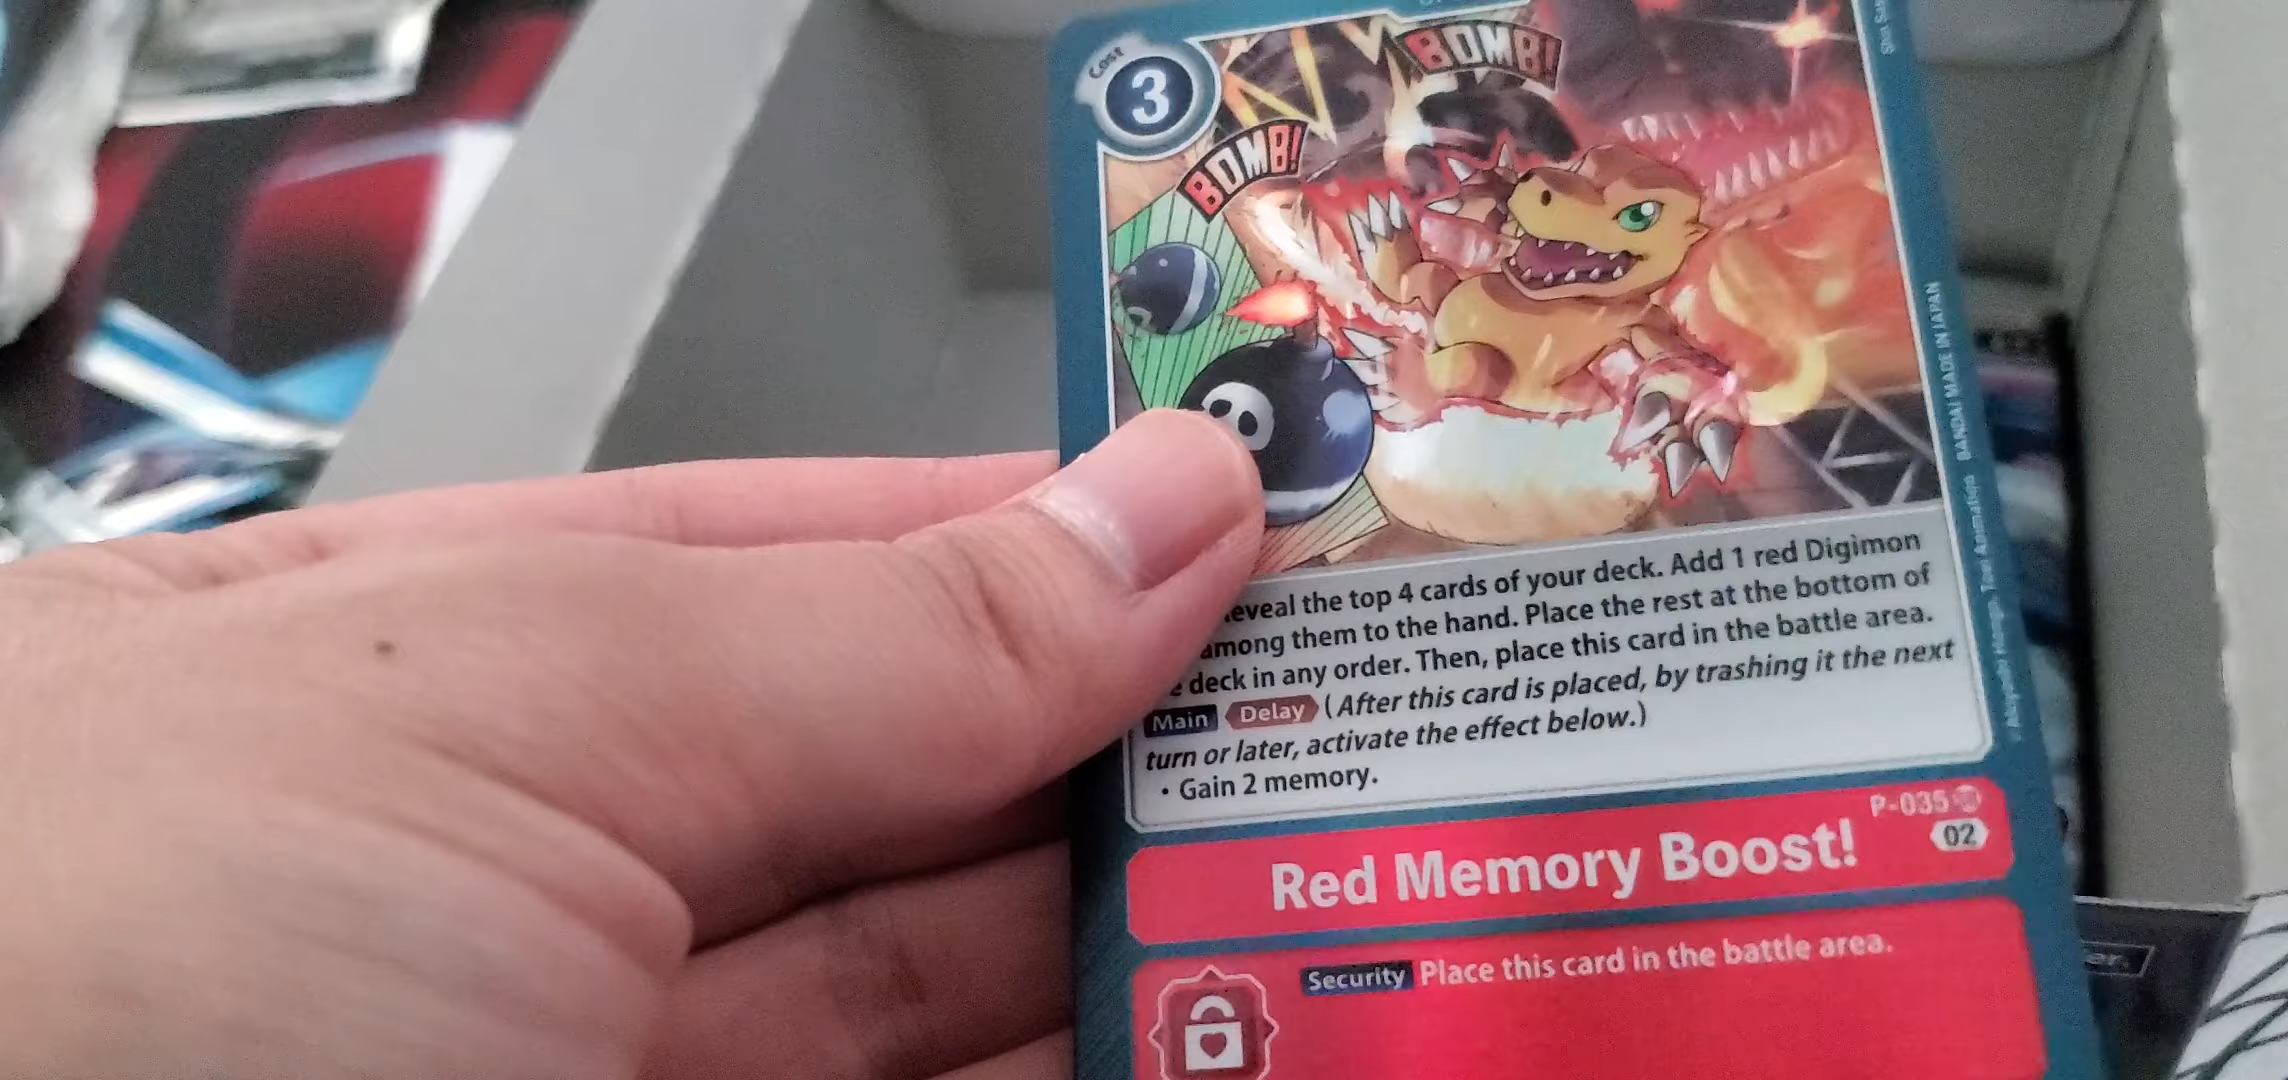 Cost
3
BOMB!
BOMB!
eveal the top 4 cards of your deck. Add 1 red Digimon
among them to the hand. Place the rest at the bottom of
e deck in any order. Then, place this card in the battle area.
Main Delay (After this card is placed, by trashing it the next
turn or later, activate the effect below.)
• Gain 2 memory.
BANDAI MADE IN JAPAN
P-035
02
Red Memory Boost!
Security Place this card in the battle area.
er.